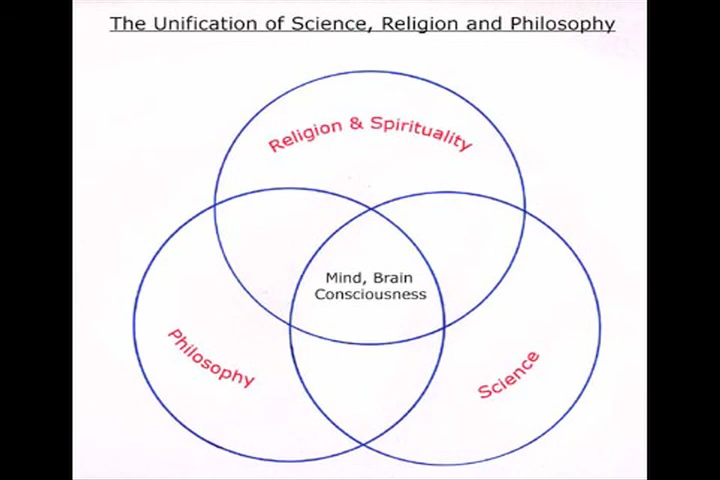 The Unification of Science, Religion and Philosophy
Religion & Spirituality
Mind, Brain
Consciousness
Philosophy
Science